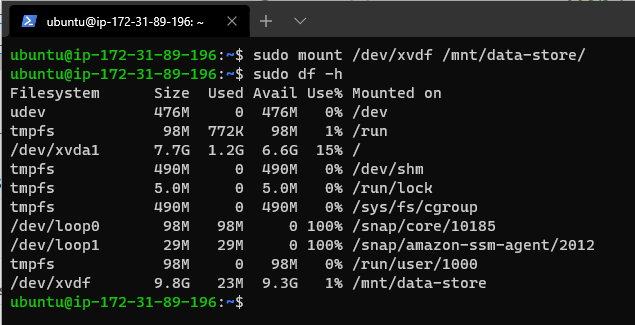 ubuntu@ip-172-31-89-196: ~
ubuntu@ip-172-31-89-196:~$ sudo mount /dev/xvdf /mnt/data-store/
ubuntu@ip-172-31-89-196:~$ sudo df -h
Filesystem      Size  Used Avail Use% Mounted on
udev            476M     0  476M   0% /dev
tmpfs            98M  772K   98M   1% /run
/dev/xvda1      7.7G  1.2G  6.6G  15% /
tmpfs           490M     0  490M   0% /dev/shm
tmpfs           5.0M     0  5.0M   0% /run/lock
tmpfs           490M     0  490M   0% /sys/fs/cgroup
/dev/loop0       98M   98M     0 100% /snap/core/10185
/dev/loop1       29M   29M     0 100% /snap/amazon-ssm-agent/2012
tmpfs            98M     0   98M   0% /run/user/1000
/dev/xvdf       9.8G   23M  9.3G   1% /mnt/data-store
ubuntu@ip-172-31-89-196:~$